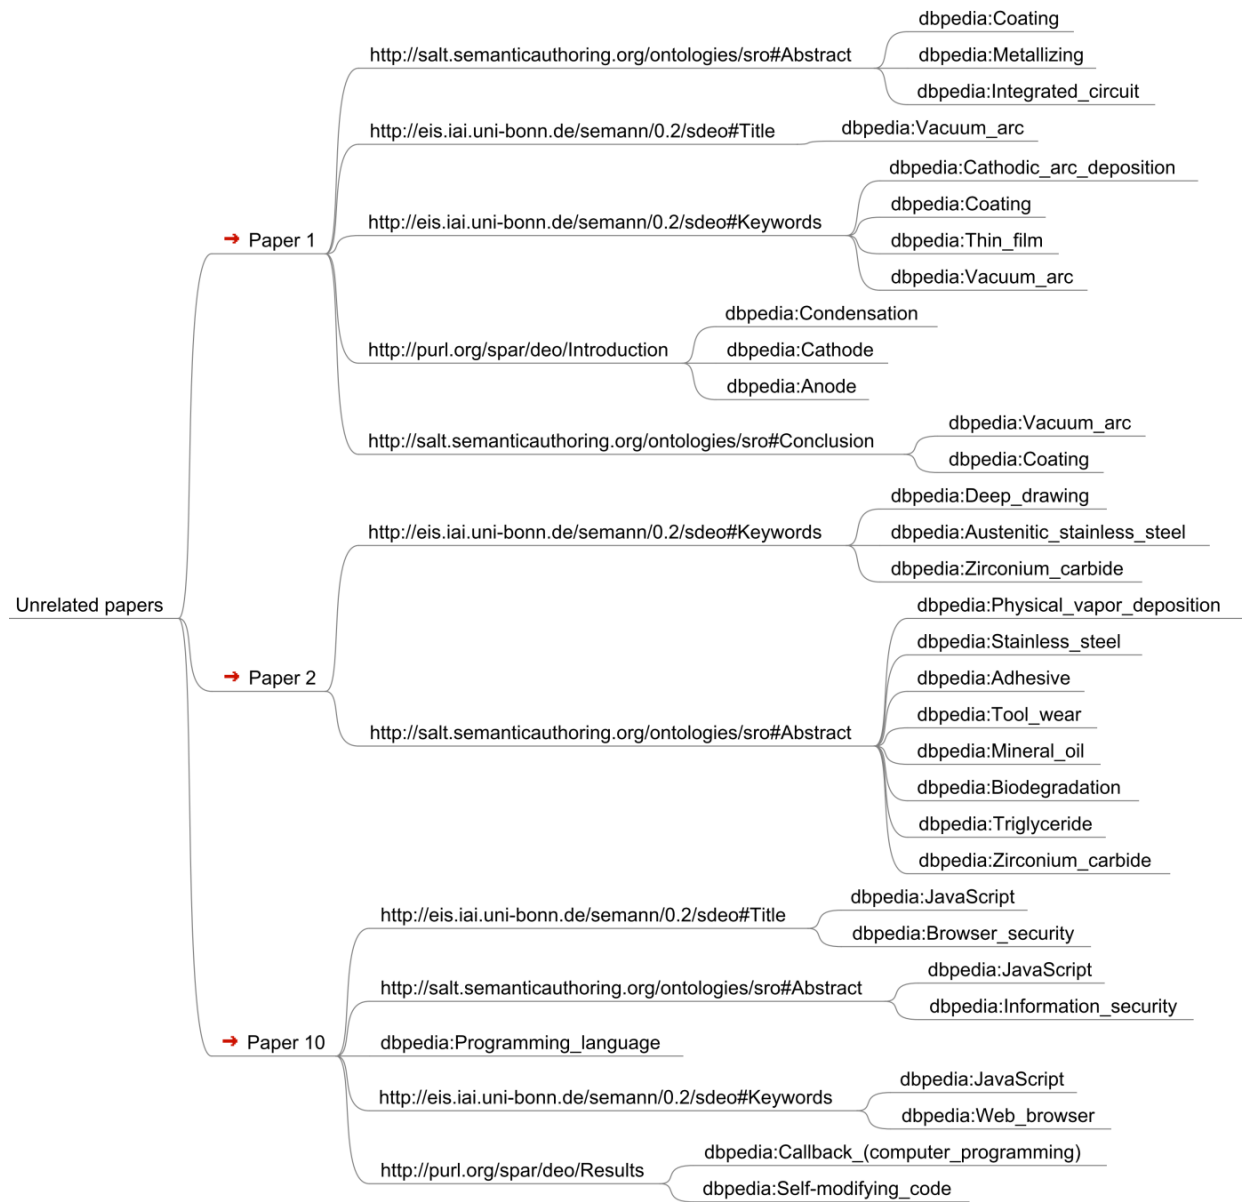 Unrelated papers
Paper 1
http://salt.semanticauthoring.org/ontologies/sro#Abstract
dbpedia:Coating
dbpedia:Metallizing
dbpedia:Integrated_circuit
http://eis.iai.uni-bonn.de/semann/0.2/sdeo#Title
dbpedia:Vacuum_arc
http://eis.iai.uni-bonn.de/semann/0.2/sdeo#Keywords
dbpedia:Cathodic_arc_deposition
dbpedia:Coating
dbpedia:Thin_film
dbpedia:Vacuum_arc
http://purl.org/spar/deo/Introduction
dbpedia:Condensation
dbpedia:Cathode
dbpedia:Anode
http://salt.semanticauthoring.org/ontologies/sro#Conclusion
dbpedia:Vacuum_arc
dbpedia:Coating
Paper 2
http://eis.iai.uni-bonn.de/semann/0.2/sdeo#Keywords
dbpedia:Deep_drawing
dbpedia:Austenitic_stainless_steel
dbpedia:Zirconium_carbide
http://salt.semanticauthoring.org/ontologies/sro#Abstract
dbpedia:Physical_vapor_deposition
dbpedia:Stainless_steel
dbpedia:Adhesive
dbpedia:Tool_wear
dbpedia:Mineral_oil
dbpedia:Biodegradation
dbpedia:Triglyceride
dbpedia:Zirconium_carbide
Paper 10
http://eis.iai.uni-bonn.de/semann/0.2/sdeo#Title
dbpedia:JavaScript
dbpedia:Browser_security
http://salt.semanticauthoring.org/ontologies/sro#Abstract
dbpedia:JavaScript
dbpedia:Information_security
dbpedia:Programming_language
http://eis.iai.uni-bonn.de/semann/0.2/sdeo#Keywords
dbpedia:JavaScript
dbpedia:Web_browser
http://purl.org/spar/deo/Results
dbpedia:Callback_(computer_programming)
dbpedia:Self-modifying_code